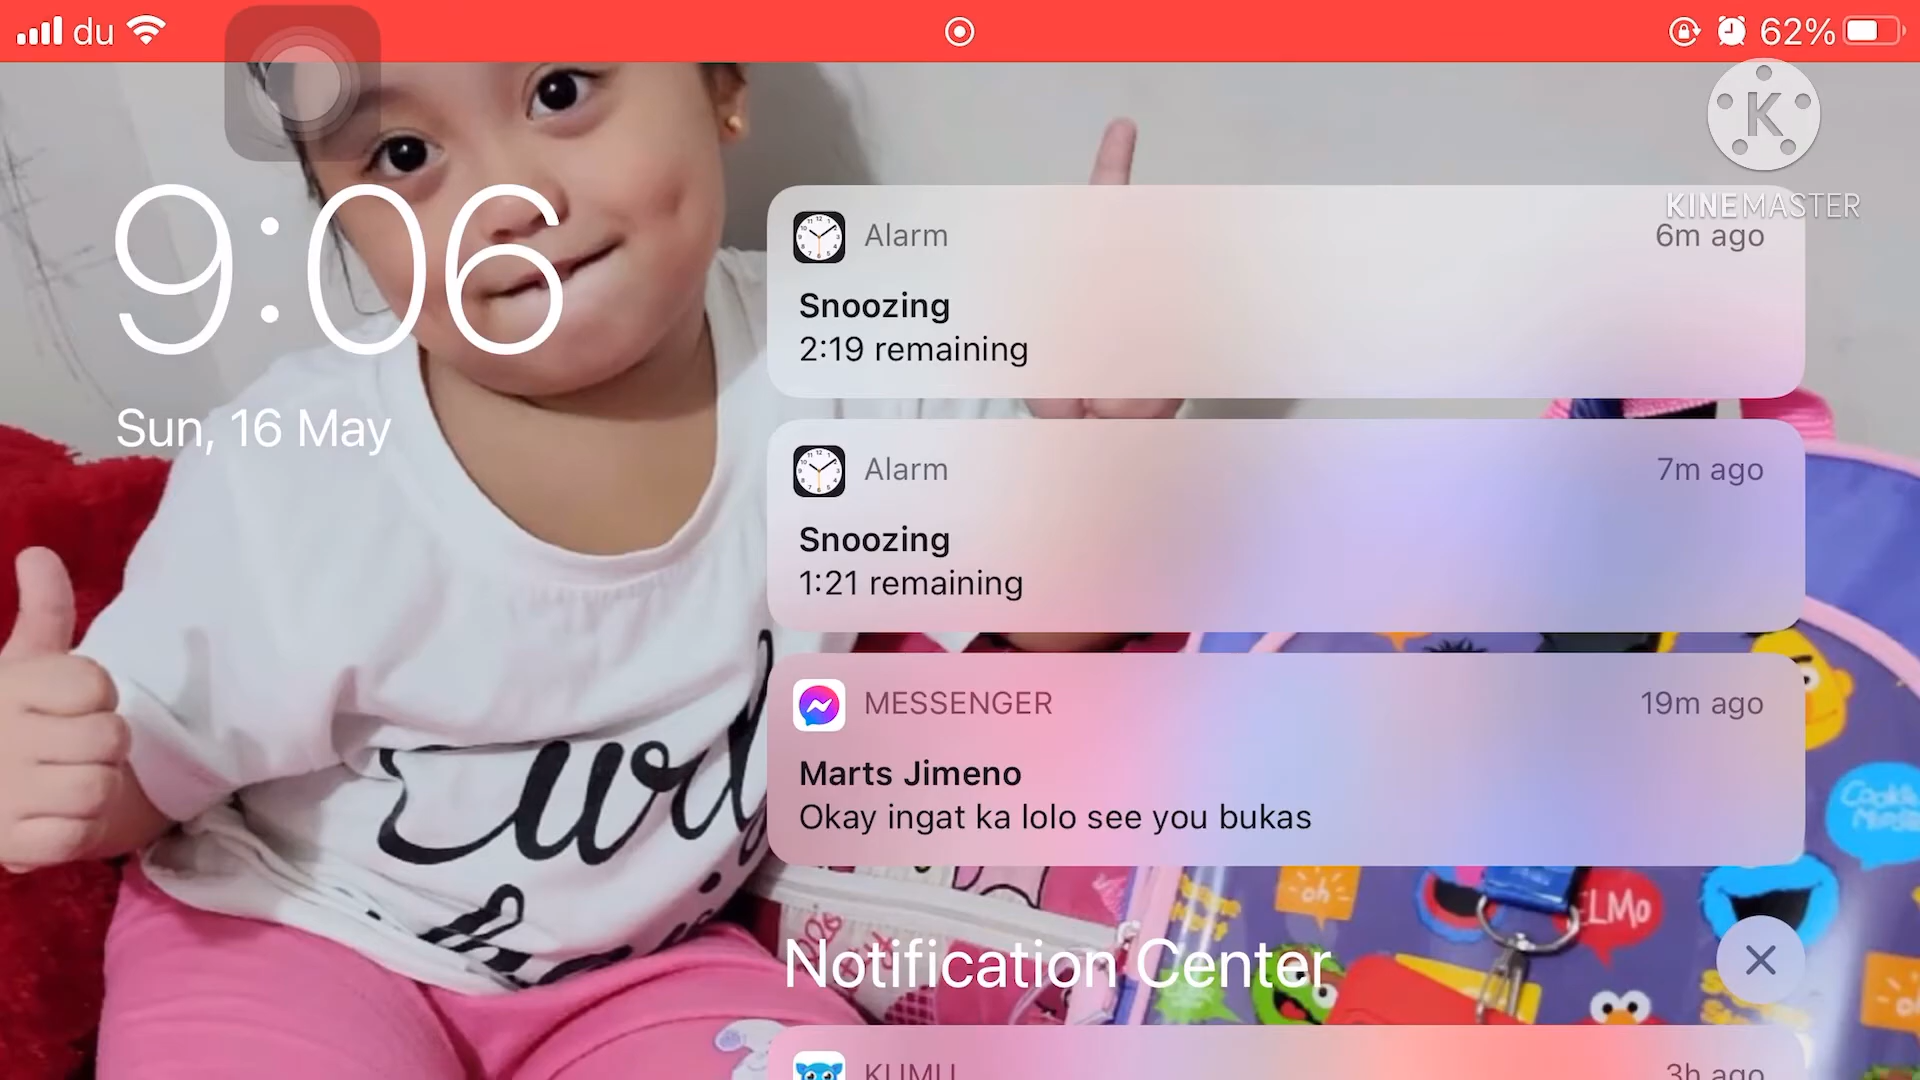 du
62%
K
KINEMASTER
9:06
Sun, 16 May
Alarm
6m ago
Snoozing
2:19 remaining
Alarm
7m ago
Snoozing
1:21 remaining
MESSENGER
19m ago
Marts Jimeno
Okay ingat ka lolo see you bukas
Notification Center
KUMU
3h ago
oh
ELMo